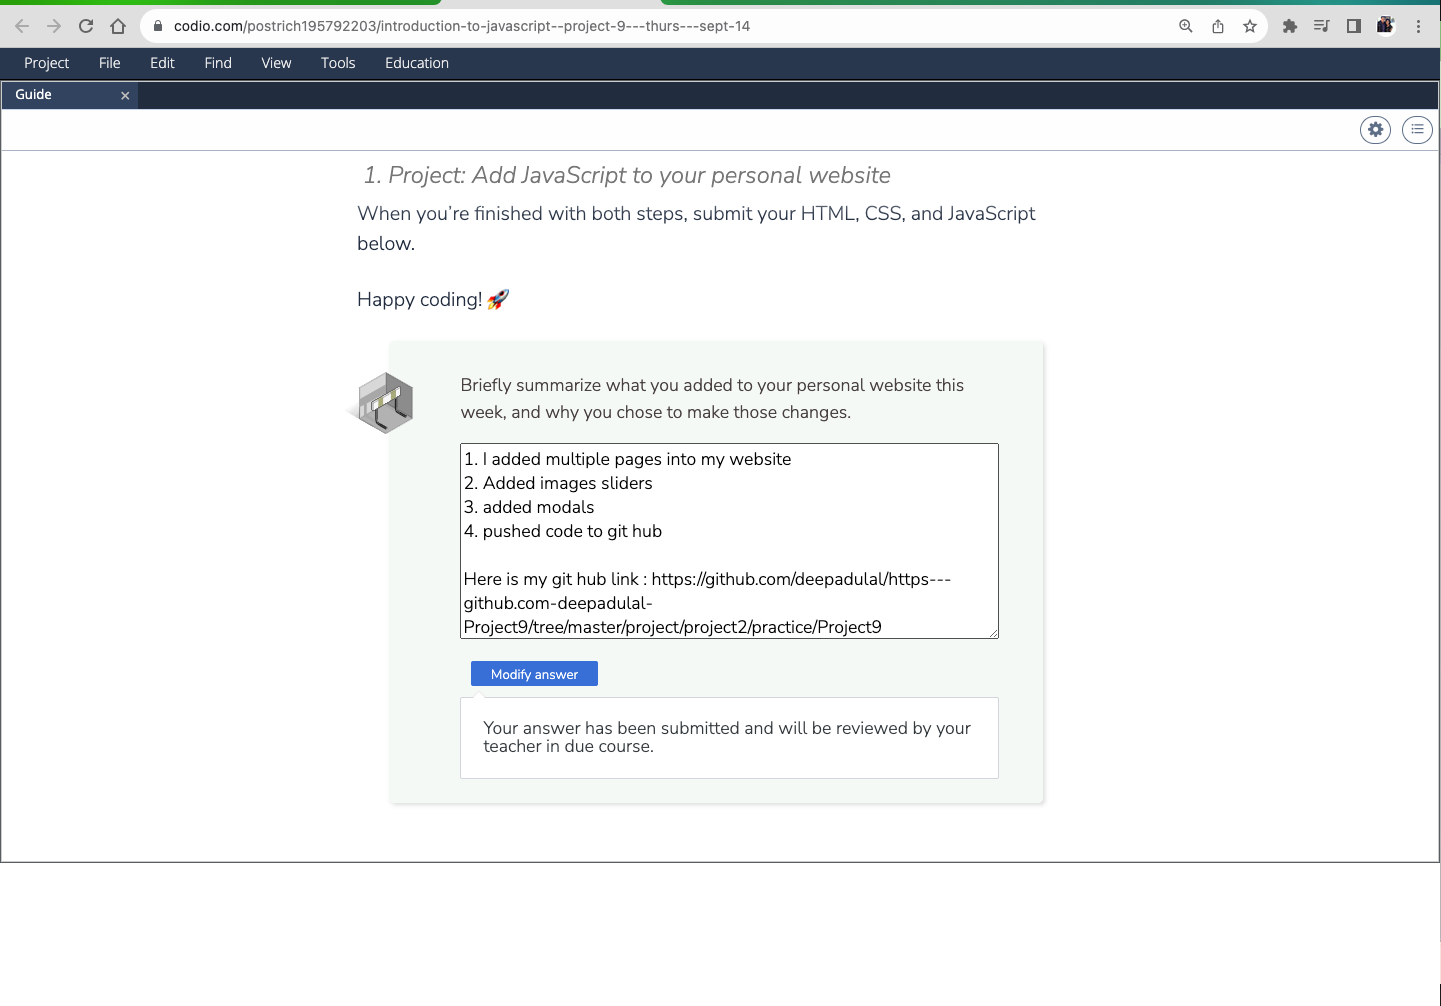 codio.com/postrich195792203/introduction-to-javascript--project-9---thurs---sept-14
Project File Edit Find View Tools Education
Guide
1. Project: Add JavaScript to your personal website
When you're finished with both steps, submit your HTML, CSS, and JavaScript
below.
Happy coding! 🚀
Briefly summarize what you added to your personal website this
week, and why you chose to make those changes.
1. I added multiple pages into my website
2. Added images sliders
3. added modals
4. pushed code to git hub
Here is my git hub link : https://github.com/deepadulal/https---
github.com-deepadulal-
Project9/tree/master/project/project2/practice/Project9
Modify answer
Your answer has been submitted and will be reviewed by your
teacher in due course.